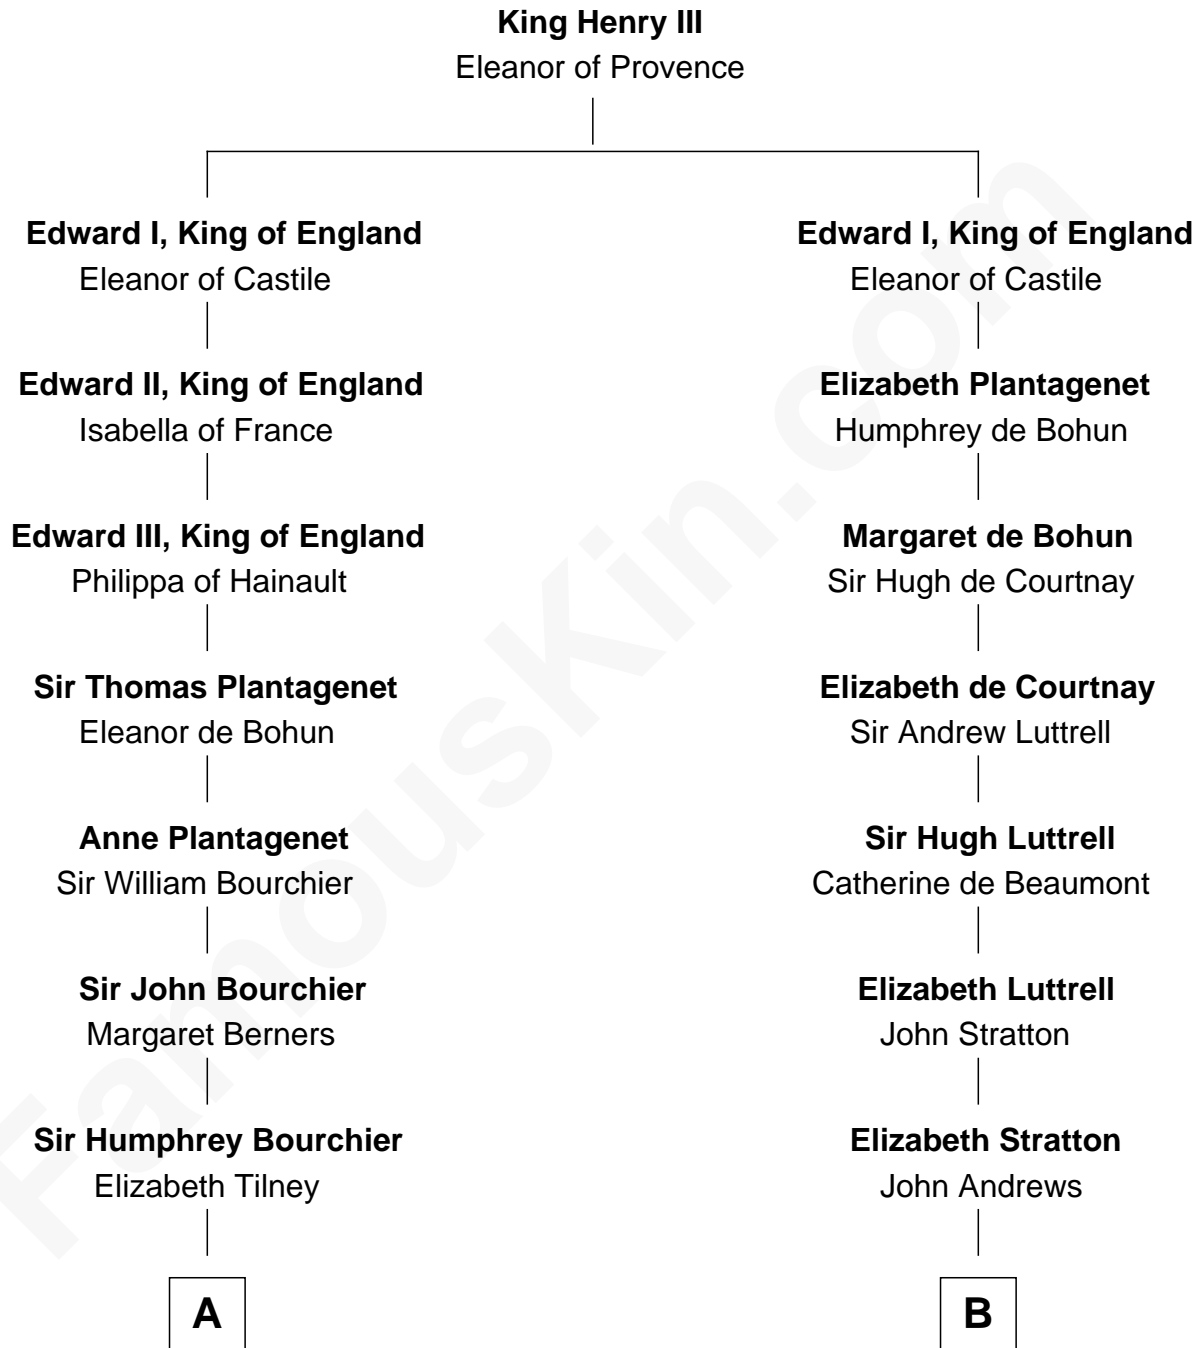 King Henry III
Eleanor of Provence
Edward I, King of England
Eleanor of Castile
Edward II, King of England
Isabella of France
Edward III, King of England
Philippa of Hainault
Sir Thomas Plantagenet
Eleanor de Bohun
Anne Plantagenet
Sir William Bourchier
Sir John Bourchier
Margaret Berners
Sir Humphrey Bourchier
Elizabeth Tilney
A
Edward I, King of England
Eleanor of Castile
Elizabeth Plantagenet
Humphrey de Bohun
Margaret de Bohun
Sir Hugh de Courtnay
Elizabeth de Courtnay
Sir Andrew Luttrell
Sir Hugh Luttrell
Catherine de Beaumont
Elizabeth Luttrell
John Stratton
Elizabeth Stratton
John Andrews
B
FamousKin.com